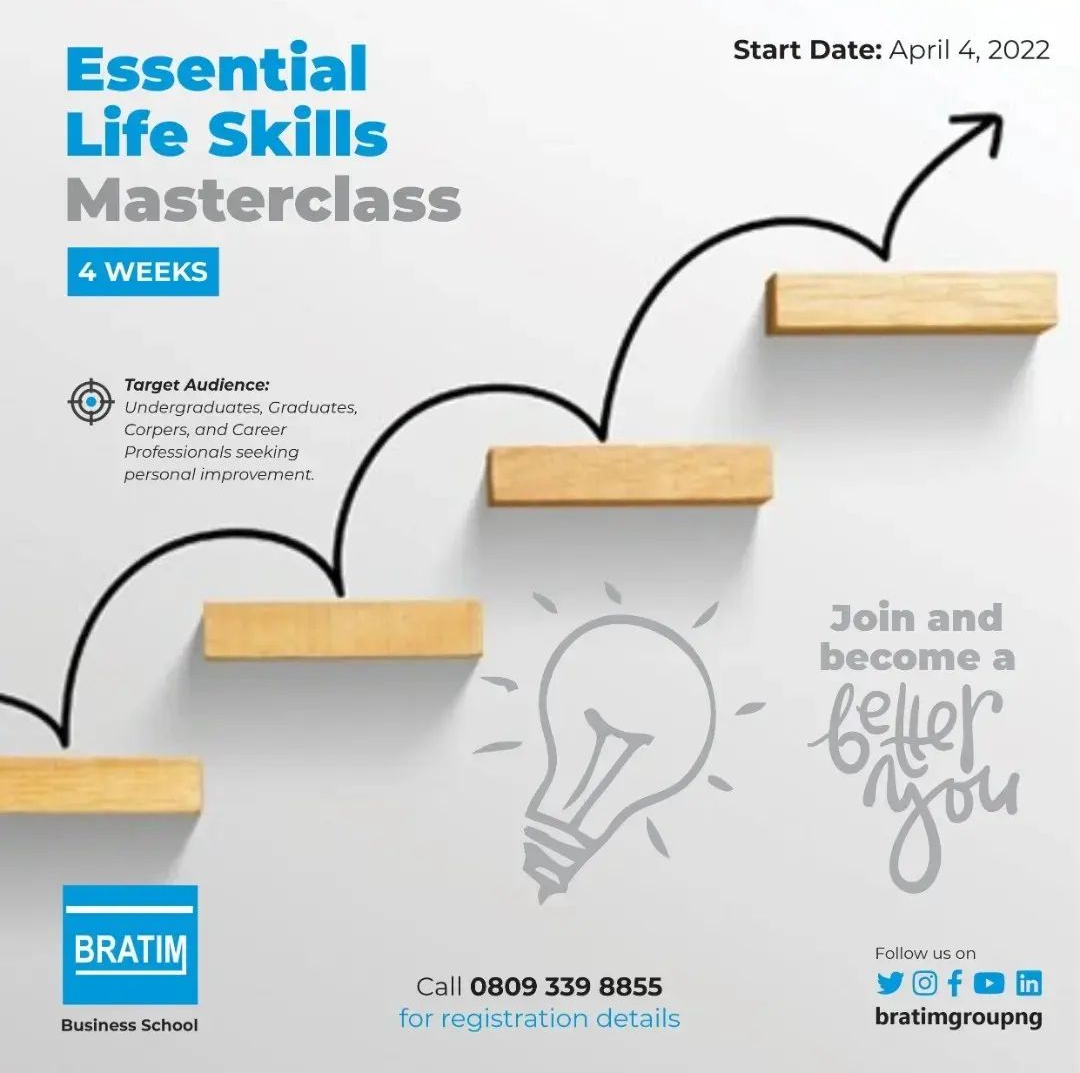 Essential
Life Skills
Masterclass
4 WEEKS
Start Date: April 4, 2022
Target Audience:
Undergraduates, Graduates,
Corpers, and Career
Professionals seeking
personal improvement.
Join and
become a
better
you
BRATIM
Business School
Call 0809 339 8855
for registration details
Follow us on
bratimgroupng